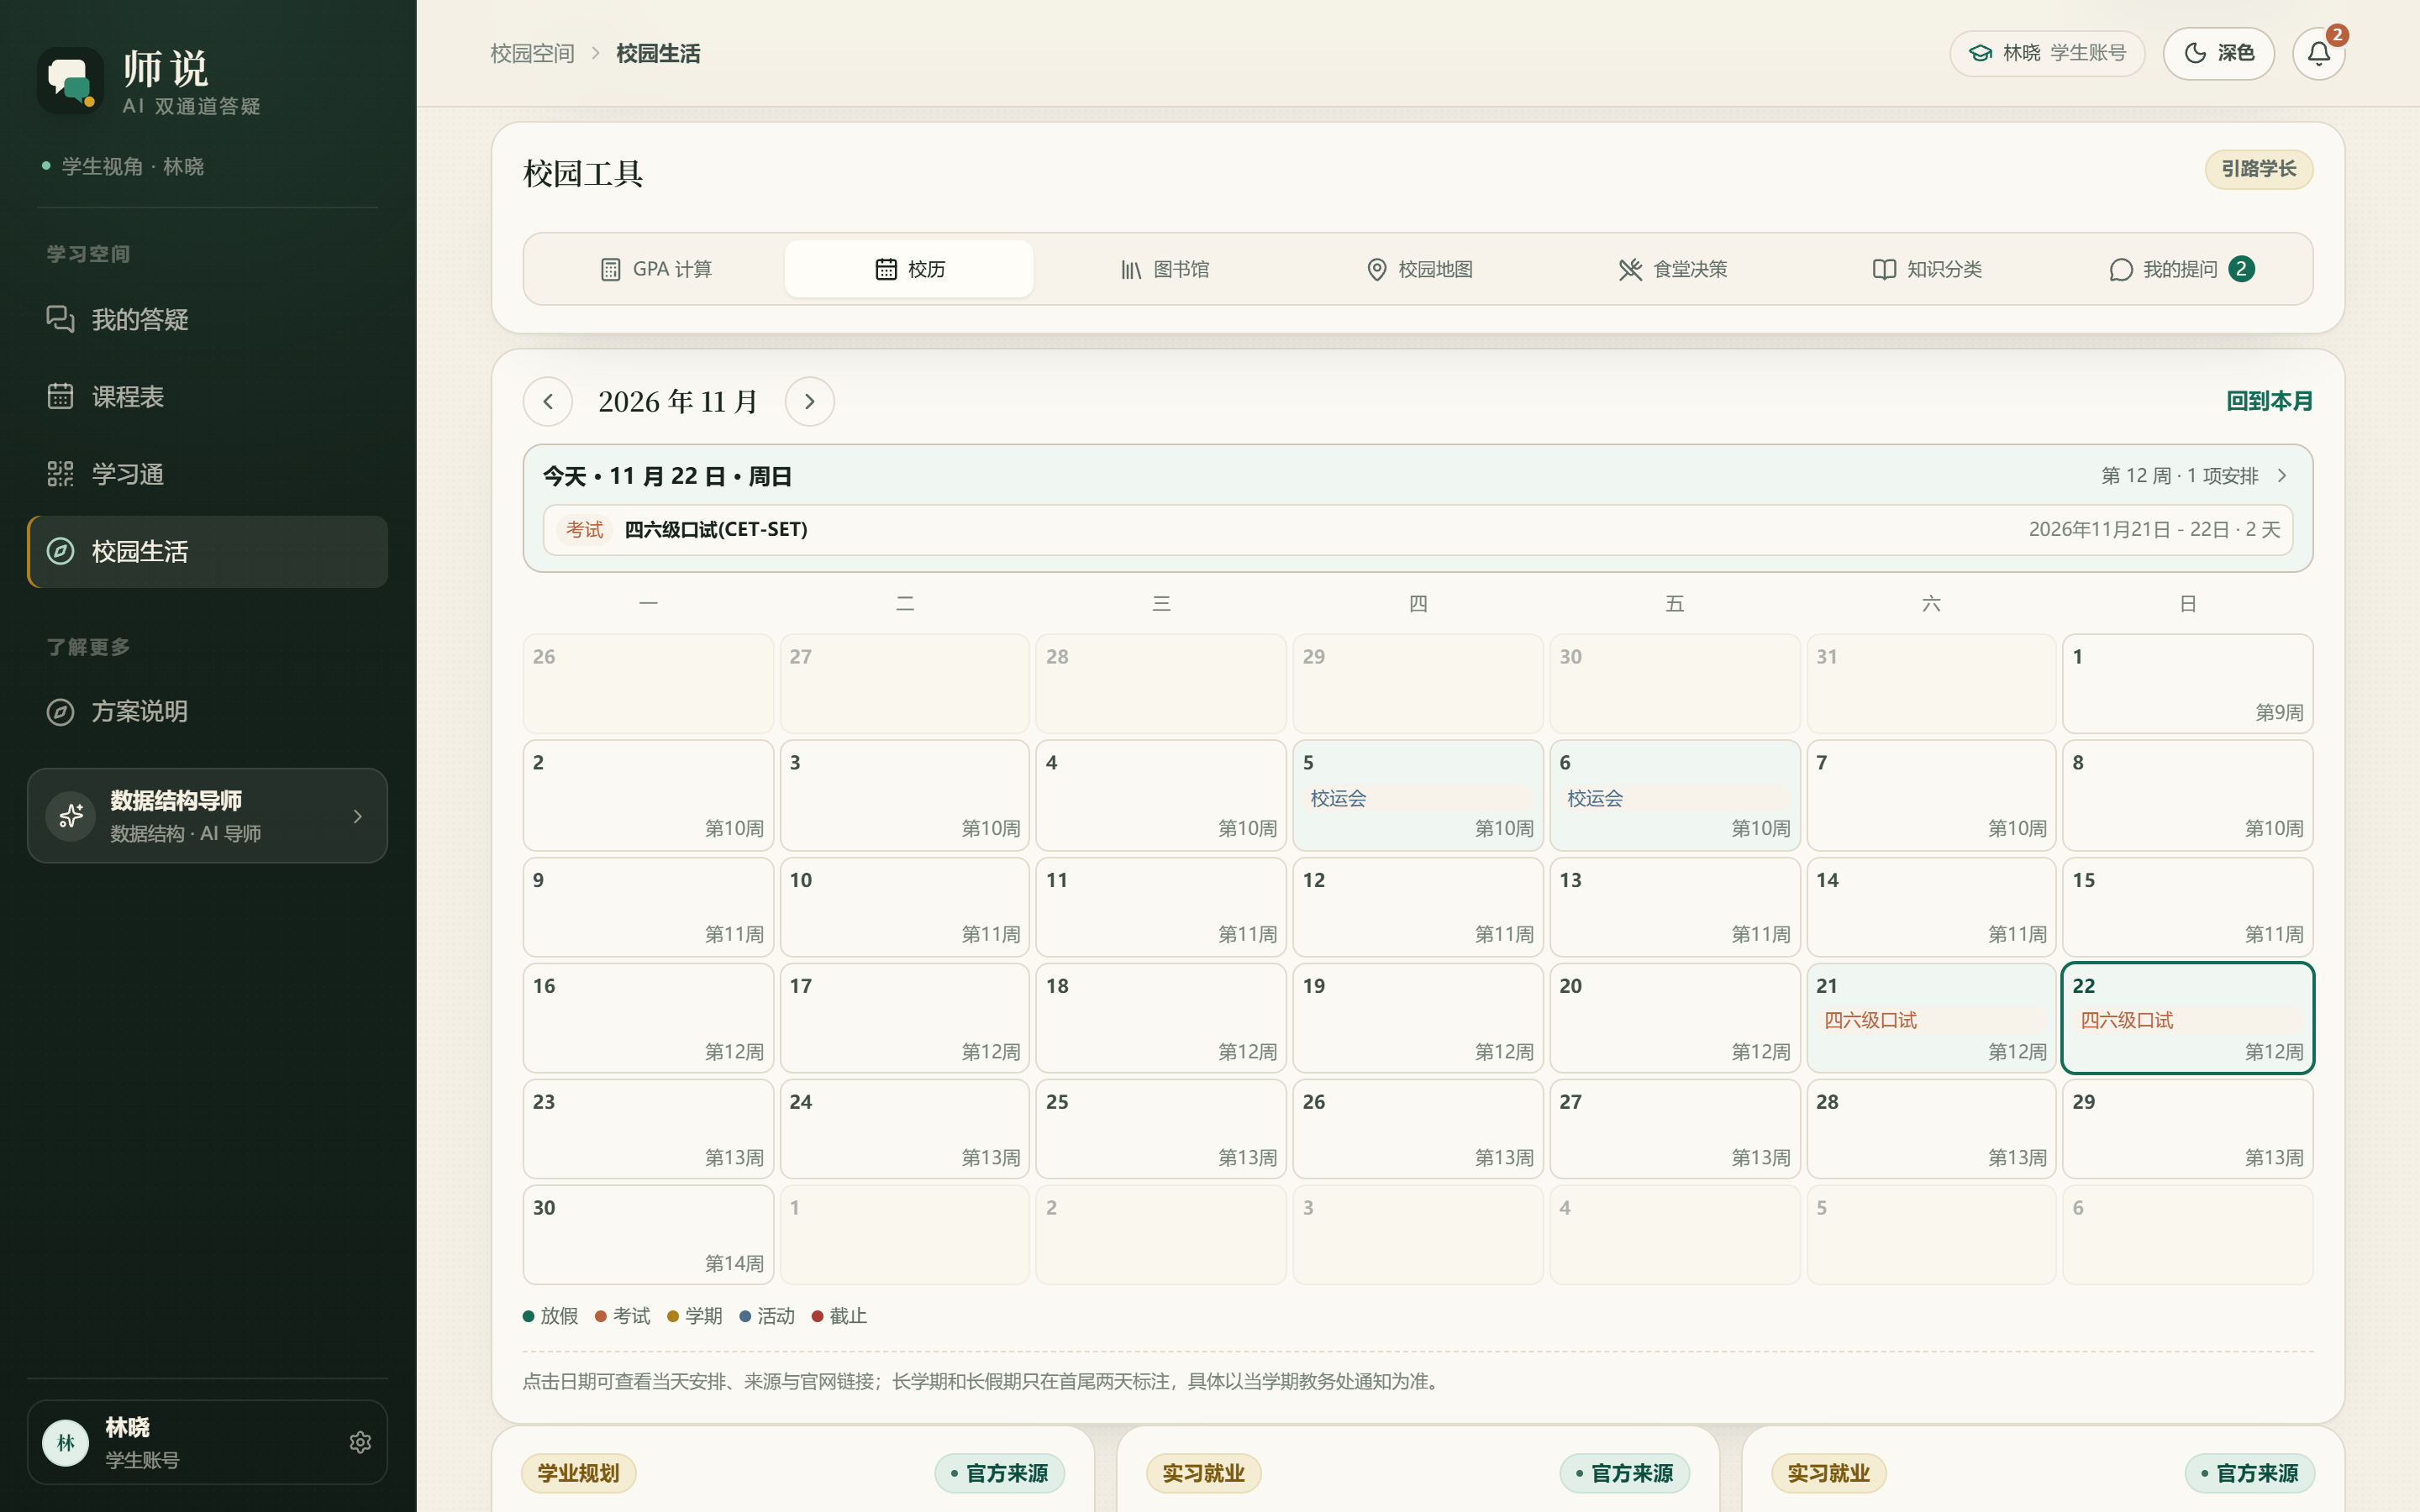 师说
AI 双通道答疑
学生视角 · 林晓
学习空间
我的答疑
课程表
学习通
校园生活
了解更多
方案说明
数据结构导师
数据结构 · AI 导师
林
林晓
学生账号
校园空间 > 校园生活
林晓 学生账号
深色
2
校园工具
引路学长
GPA 计算
校历
图书馆
校园地图
食堂决策
知识分类
我的提问 2
2026 年 11 月
回到本月
今天 • 11 月 22 日 • 周日
第 12 周 · 1 项安排
考试 四六级口试(CET-SET)
2026年11月21日 - 22日 · 2 天
一 二 三 四 五 六 日
26 27 28 29 30 31 1
第9周
2 3 4 5 6 7 8
校运会 校运会
第10周 第10周 第10周 第10周 第10周 第10周 第10周
9 10 11 12 13 14 15
第11周 第11周 第11周 第11周 第11周 第11周 第11周
16 17 18 19 20 21 22
四六级口试 四六级口试
第12周 第12周 第12周 第12周 第12周 第12周 第12周
23 24 25 26 27 28 29
第13周 第13周 第13周 第13周 第13周 第13周 第13周
30 1 2 3 4 5 6
第14周
放假 考试 学期 活动 截止
点击日期可查看当天安排、来源与官网链接；长学期和长假期只在首尾两天标注，具体以当学期教务处通知为准。
学业规划 • 官方来源
实习就业 • 官方来源
实习就业 • 官方来源